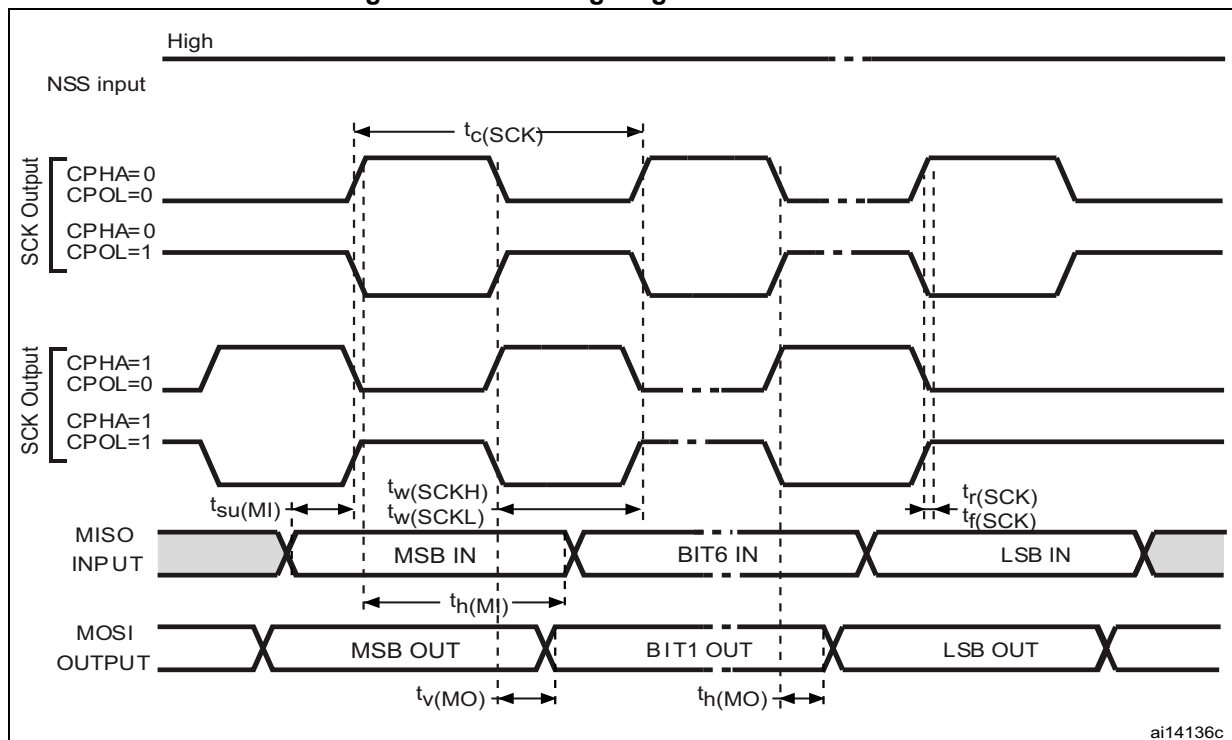 High
NSS input
tc(SCK)
SCK Output
CPHA=0
CPOL=0
CPHA=0
CPOL=1
SCK Output
CPHA=1
CPOL=0
CPHA=1
CPOL=1
tsu(MI)
tw(SCKH)
tw(SCKL)
tr(SCK)
tf(SCK)
MISO
INPUT
MSB IN
BIT6 IN
LSB IN
th(MI)
MOSI
OUTPUT
MSB OUT
BIT1 OUT
LSB OUT
tv(MO)
th(MO)
ai14136c